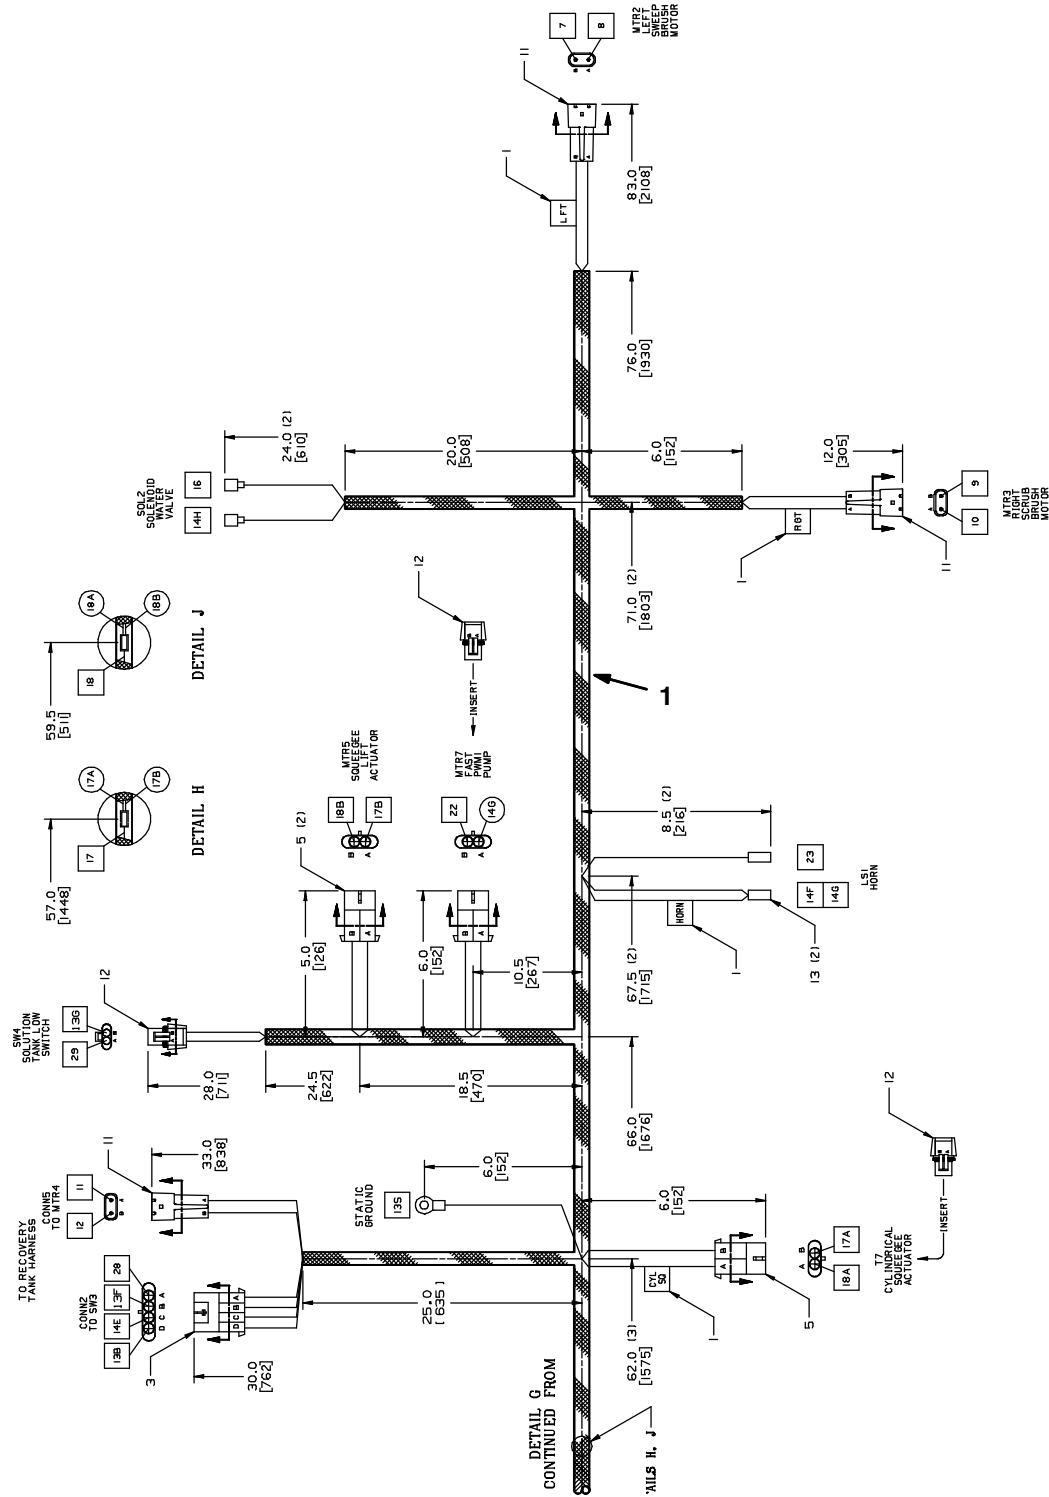 7
8
MTR2
LEFT
SWEEP
BRUSH
MOTOR
B
A
11
83.0
[2108]
1
LFT
B
A
76.0
[1930]
24.0 (2)
[610]
SOL2
SOLENOID
WATER
VALVE
16
14H
20.0
[508]
6.0
[152]
12.0
[305]
71.0 (2)
[1803]
RGT
1
A
B
9
10
A
B
MTR3
RIGHT
SCRUB
BRUSH
MOTOR
11
59.5
[511]
18
18A
18B
DETAIL J
57.0
[1448]
17
17A
17B
DETAIL H
12
INSERT
MTR7
FAST
PWM1
PUMP
22
14G
B
A
MTR5
SQUEEGEE
LIFT
ACTUATOR
18B
17B
B
A
1
5 (2)
5.0
[126]
B
A
6.0
[152]
B
A
10.5
[267]
8.5 (2)
[216]
67.5 (2)
[1715]
23
14F
14G
LS1
HORN
HORN
1
13 (2)
SW4
SOLUTION
TANK LOW
SWITCH
13G
29
A
B
12
28.0
[711]
24.5
[622]
18.5
[470]
66.0
[1676]
TO RECOVERY
TANK HARNESS
CONN5
TO MTR4
11
12
B
A
11
33.0
[838]
CONN2
TO SW3
28
13F
14E
13B
D
C
B
A
3
D
C
B
A
30.0
[762]
25.0
[635]
STATIC
GROUND
13S
6.0
[152]
6.0
[152]
62.0 (3)
[1575]
CYL
SQ
A
B
1
5
17A
18A
A
B
T7
CYLINDRICAL
SQUEEGEE
ACTUATOR
INSERT
12
DETAIL G
CONTINUED FROM
TAILS H, J